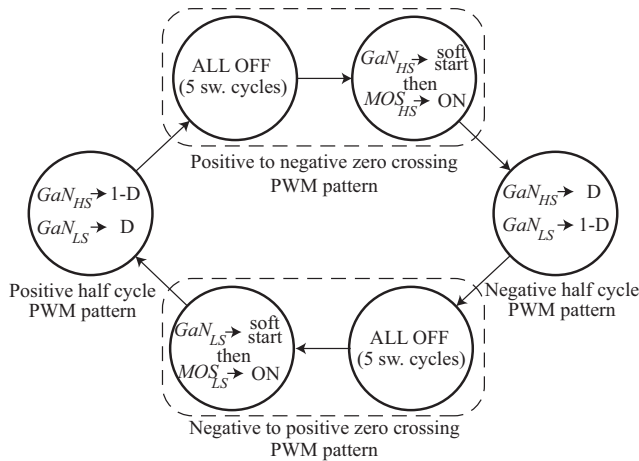 ALL OFF
(5 sw. cycles)
GaN_HS → soft
start
then
MOS_HS → ON
Positive to negative zero crossing
PWM pattern
GaN_HS → 1-D
GaN_LS → D
Positive half cycle
PWM pattern
GaN_HS → D
GaN_LS → 1-D
Negative half cycle
PWM pattern
GaN_LS → soft
start
then
MOS_LS → ON
ALL OFF
(5 sw. cycles)
Negative to positive zero crossing
PWM pattern